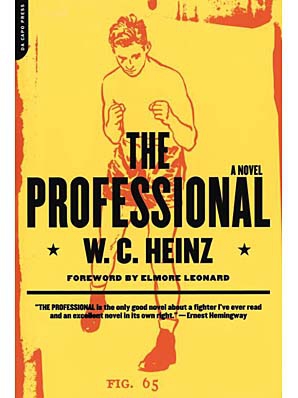 DA CAPO PRESS
THE
A NOVEL
PROFESSIONAL
W. C. HEINZ
FOREWORD BY ELMORE LEONARD
"THE PROFESSIONAL is the only good novel about a fighter I've ever read
and an excellent novel in its own right." — Ernest Hemingway
FIG. 65